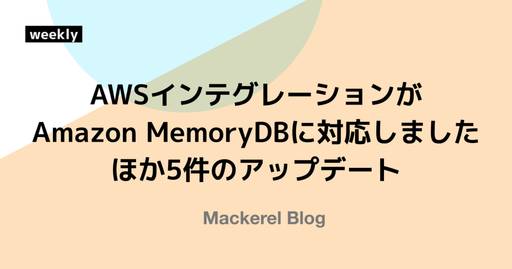 weekly
AWSインテグレーションが
Amazon MemoryDBに対応しました
ほか5件のアップデート
Mackerel Blog